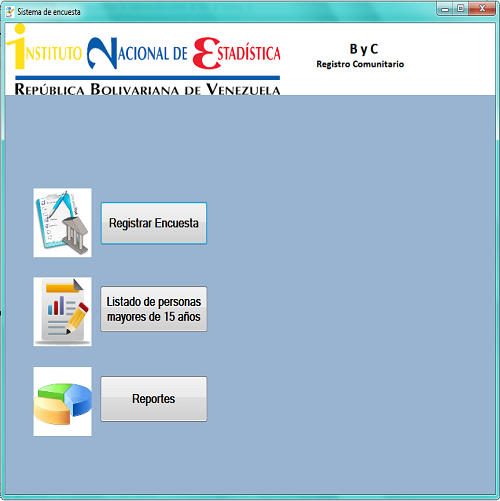 Sistema de encuesta
INSTITUTO NACIONAL DE ESTADÍSTICA
REPÚBLICA BOLIVARIANA DE VENEZUELA
B y C
Registro Comunitario
Registrar Encuesta
Listado de personas
mayores de 15 años
Reportes